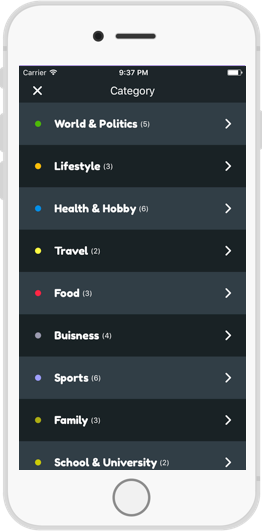 Carrier 9:37 PM
Category
World & Politics (5)
Lifestyle (3)
Health & Hobby (6)
Travel (2)
Food (3)
Buisness (4)
Sports (6)
Family (3)
School & University (2)